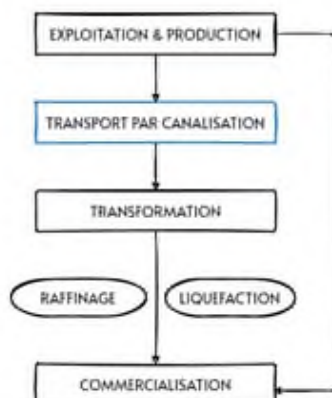 EXPLOITATION & PRODUCTION
TRANSPORT PAR CANALISATION
TRANSFORMATION
RAFFINAGE
LIQUEFACTION
COMMERCIALISATION